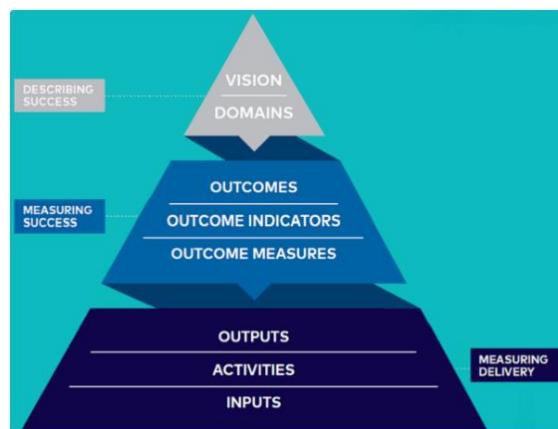 VISION
DOMAINS
DESCRIBING
SUCCESS
OUTCOMES
OUTCOME INDICATORS
OUTCOME MEASURES
MEASURING
SUCCESS
OUTPUTS
ACTIVITIES
INPUTS
MEASURING
DELIVERY